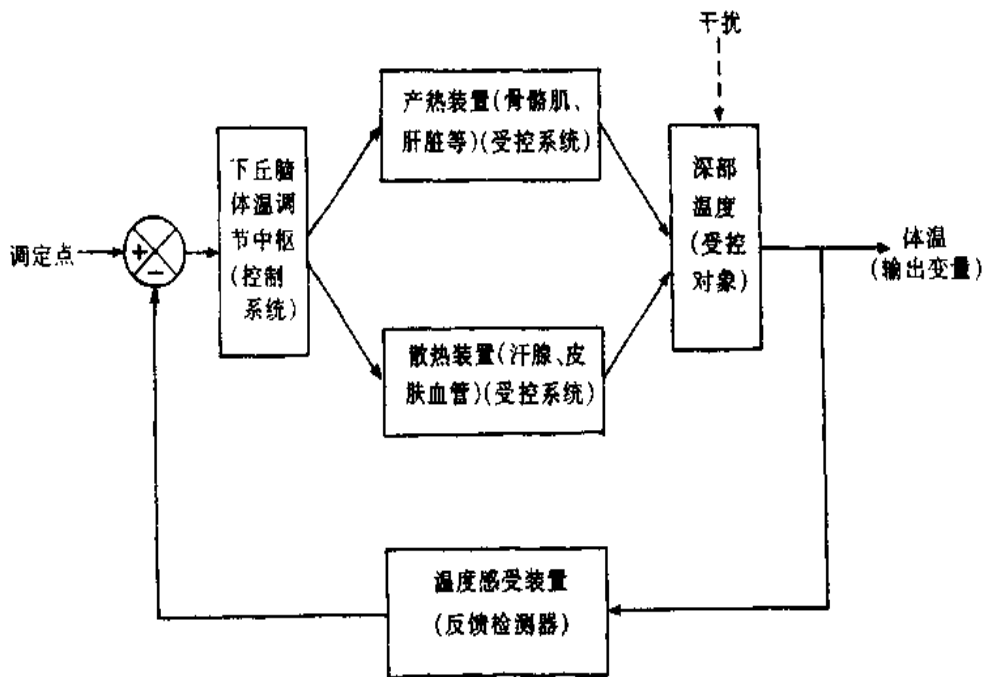 干扰
产热装置(骨骼肌、
肝脏等)(受控系统)
下丘脑
体温调
节中枢
(控制
系统)
深部
温度
(受控
对象)
调定点
+
−
体温
(输出变量)
散热装置(汗腺、皮
肤血管)(受控系统)
温度感受装置
(反馈检测器)